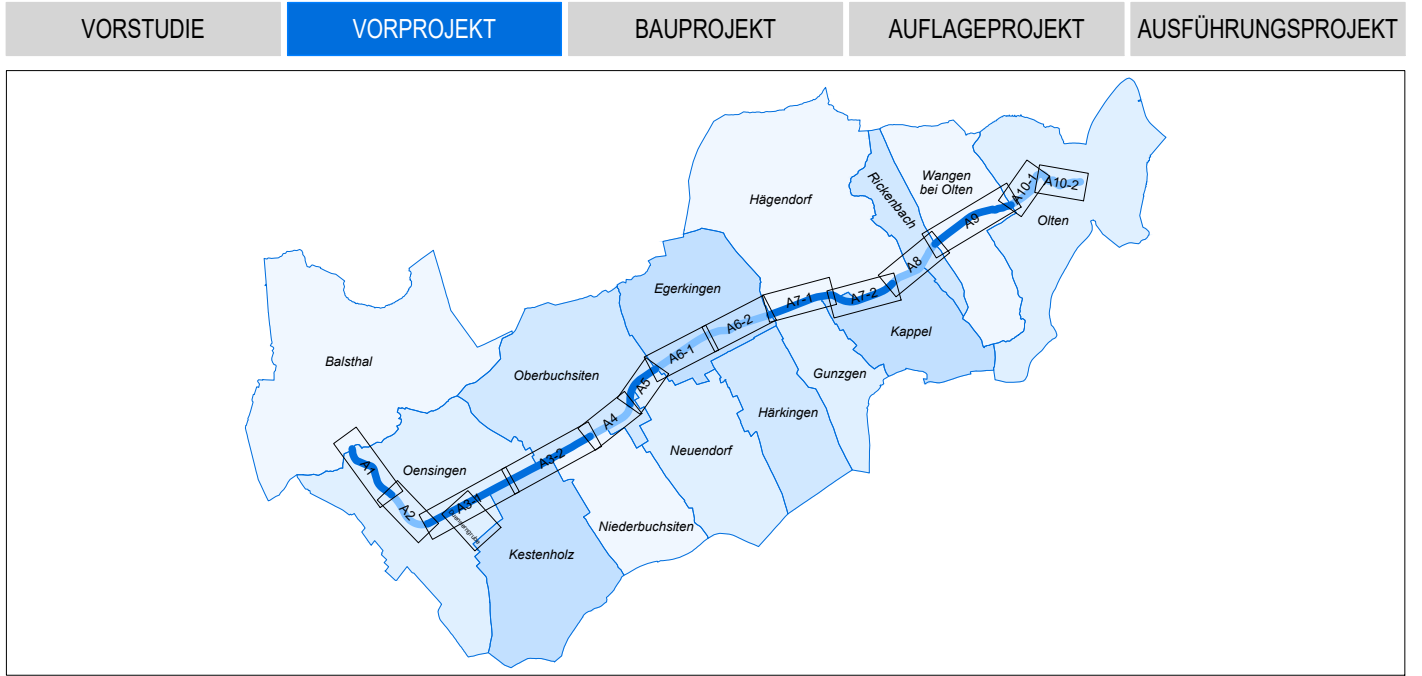 VORSTUDIE
VORPROJEKT
BAUPROJEKT
AUFLAGEPROJEKT
AUSFÜHRUNGSPROJEKT
Wangen
bei Olten
Rickenbach
A10-1
A10-2
Hägendorf
A9
Olten
A8
Egerkingen
A7-1
A7-2
A6-2
Kappel
A6-1
Balsthal
Oberbuchsiten
Gunzgen
A5
Härkingen
A4
Neuendorf
A1
Oensingen
A3-2
A3-1
A2
Niederbuchsiten
Kestenholz